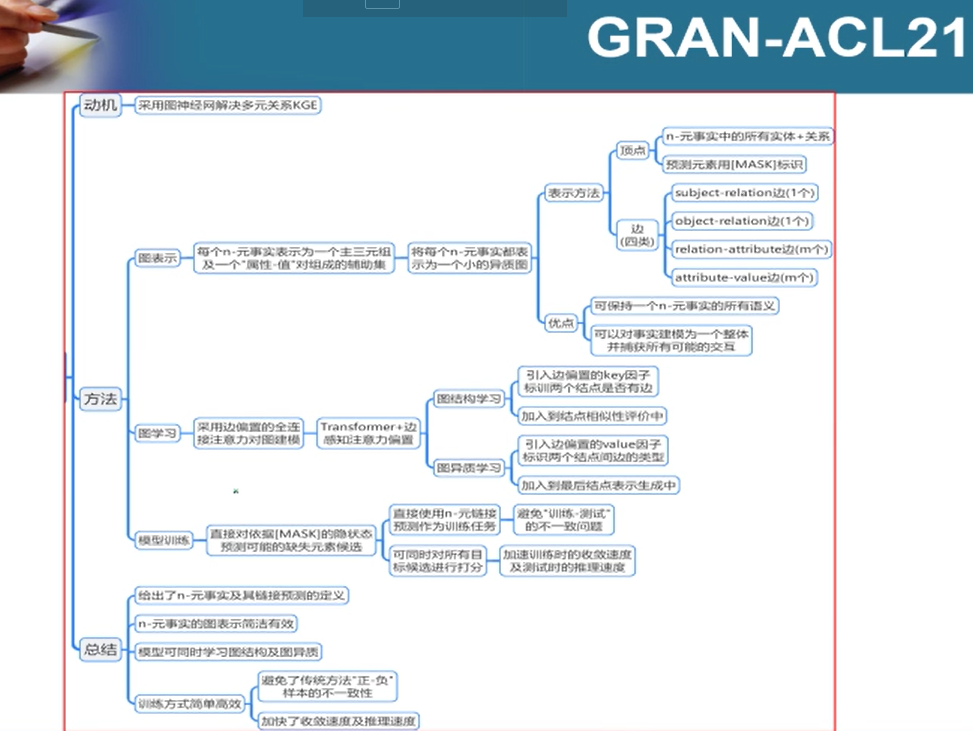 GRAN-ACL21
动机
采用图神经网解决多元关系KGE
方法
图表示
每个n-元事实表示为一个主三元组
及一个"属性-值"对组成的辅助集
将每个n-元事实都表
示为一个小的异质图
表示方法
顶点
n-元事实中的所有实体+关系
预测元素用[MASK]标识
边
(四类)
subject-relation边(1个)
object-relation边(1个)
relation-attribute边(m个)
attribute-value边(m个)
优点
可保持一个n-元事实的所有语义
可以对事实建模为一个整体
并捕获所有可能的交互
图学习
采用边偏置的全连
接注意力对图建模
Transformer+边
感知注意力偏置
图结构学习
引入边偏置的key因子
标训两个结点是否有边
加入到结点相似性评价中
图异质学习
引入边偏置的value因子
标识两个结点间边的类型
加入到最后结点表示生成中
模型训练
直接对依据[MASK]的隐状态
预测可能的缺失元素候选
直接使用n-元链接
预测作为训练任务
避免"训练-测试"
的不一致问题
可同时对所有目
标候选进行打分
加速训练时的收敛速度
及测试时的推理速度
总结
给出了n-元事实及其链接预测的定义
n-元事实的图表示简洁有效
模型可同时学习图结构及图异质
训练方式简单高效
避免了传统方法"正-负"
样本的不一致性
加快了收敛速度及推理速度